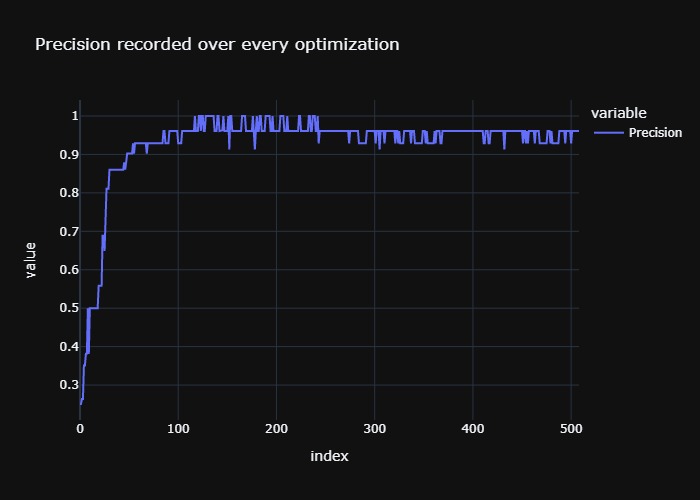 Precision recorded over every optimization
variable
Precision
1
0.9
0.8
0.7
0.6
0.5
0.4
0.3
value
0 100 200 300 400 500
index